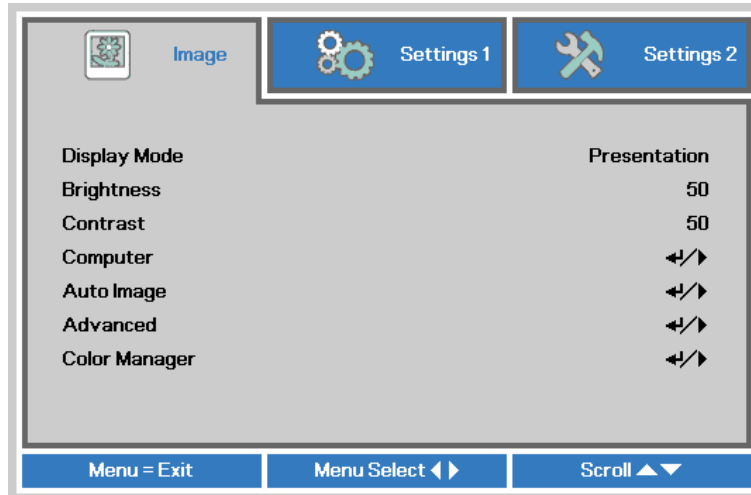 Image Settings 1 Settings 2
Display Mode Presentation
Brightness 50
Contrast 50
Computer ↵/▶
Auto Image ↵/▶
Advanced ↵/▶
Color Manager ↵/▶
Menu = Exit Menu Select ◀▶ Scroll ▲▼